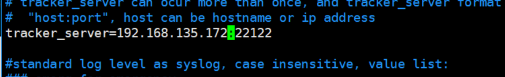 # tracker_server can ocur more than once, and tracker_server format
#  "host:port", host can be hostname or ip address
tracker_server=192.168.135.172:22122
#standard log level as syslog, case insensitive, value list: